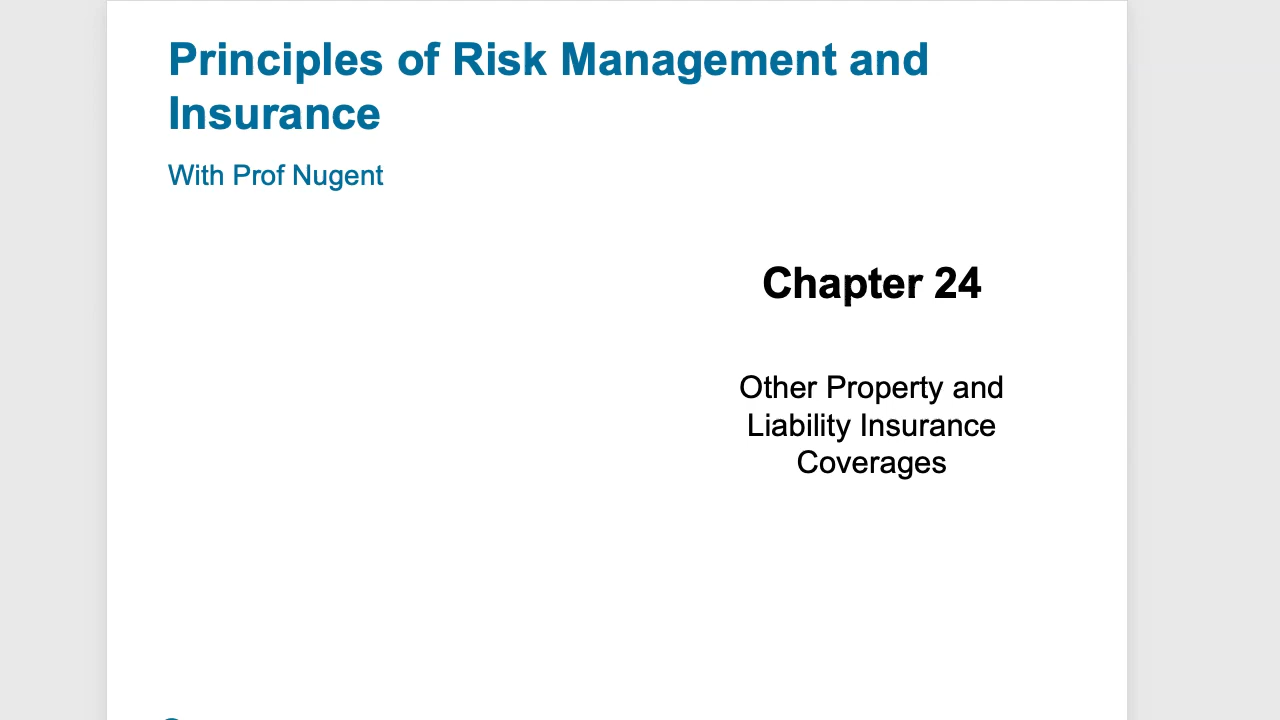 Principles of Risk Management and
Insurance
With Prof Nugent
Chapter 24
Other Property and
Liability Insurance
Coverages